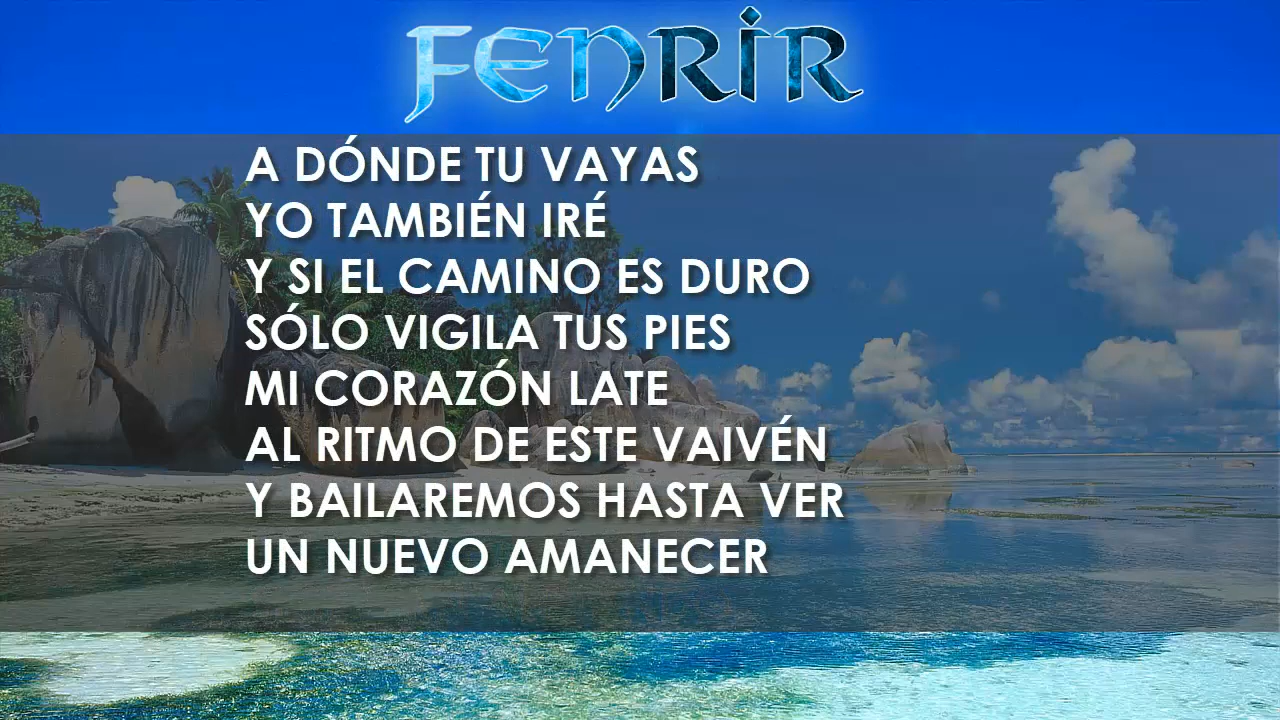 FENRIR
A DÓNDE TU VAYAS
YO TAMBIÉN IRÉ
Y SI EL CAMINO ES DURO
SÓLO VIGILA TUS PIES
MI CORAZÓN LATE
AL RITMO DE ESTE VAIVÉN
Y BAILAREMOS HASTA VER
UN NUEVO AMANECER